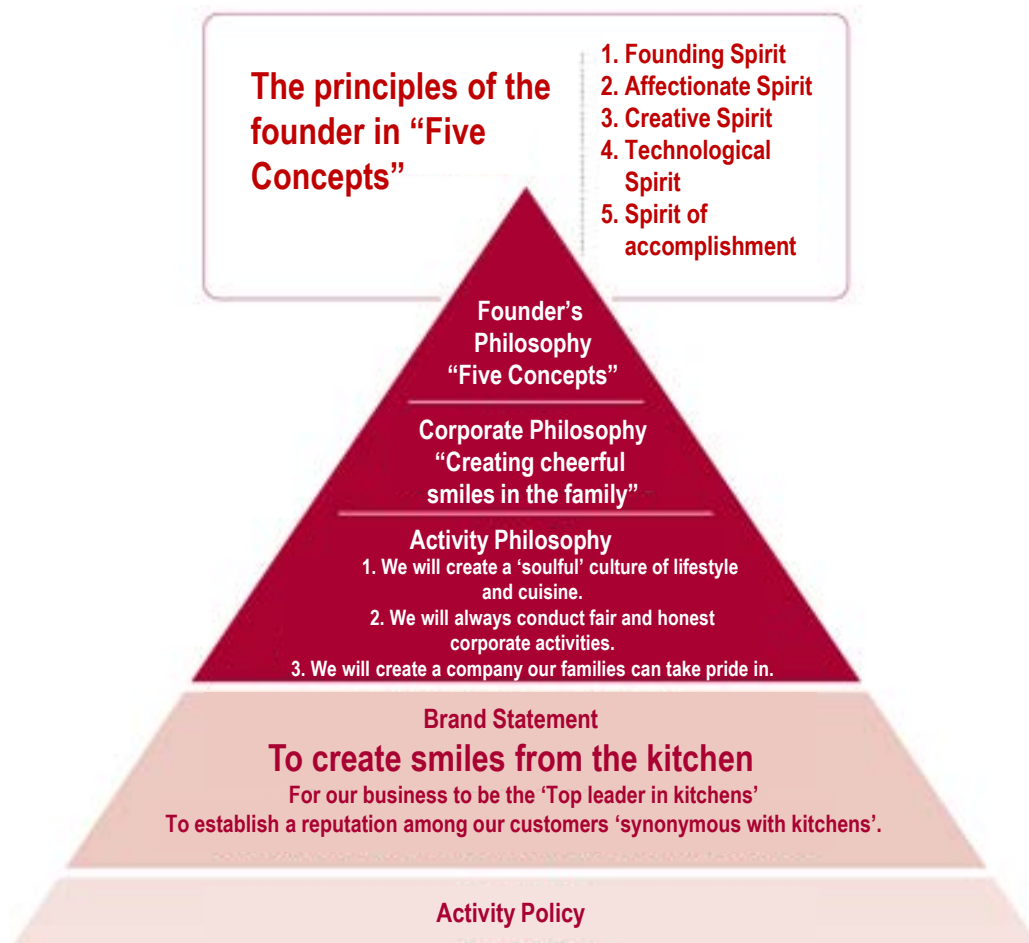 The principles of the
founder in “Five
Concepts”
1. Founding Spirit
2. Affectionate Spirit
3. Creative Spirit
4. Technological
Spirit
5. Spirit of
accomplishment
Founder’s
Philosophy
“Five Concepts”
Corporate Philosophy
“Creating cheerful
smiles in the family”
Activity Philosophy
1. We will create a ‘soulful’ culture of lifestyle
and cuisine.
2. We will always conduct fair and honest
corporate activities.
3. We will create a company our families can take pride in.
Brand Statement
To create smiles from the kitchen
For our business to be the ‘Top leader in kitchens’
To establish a reputation among our customers ‘synonymous with kitchens’.
Activity Policy